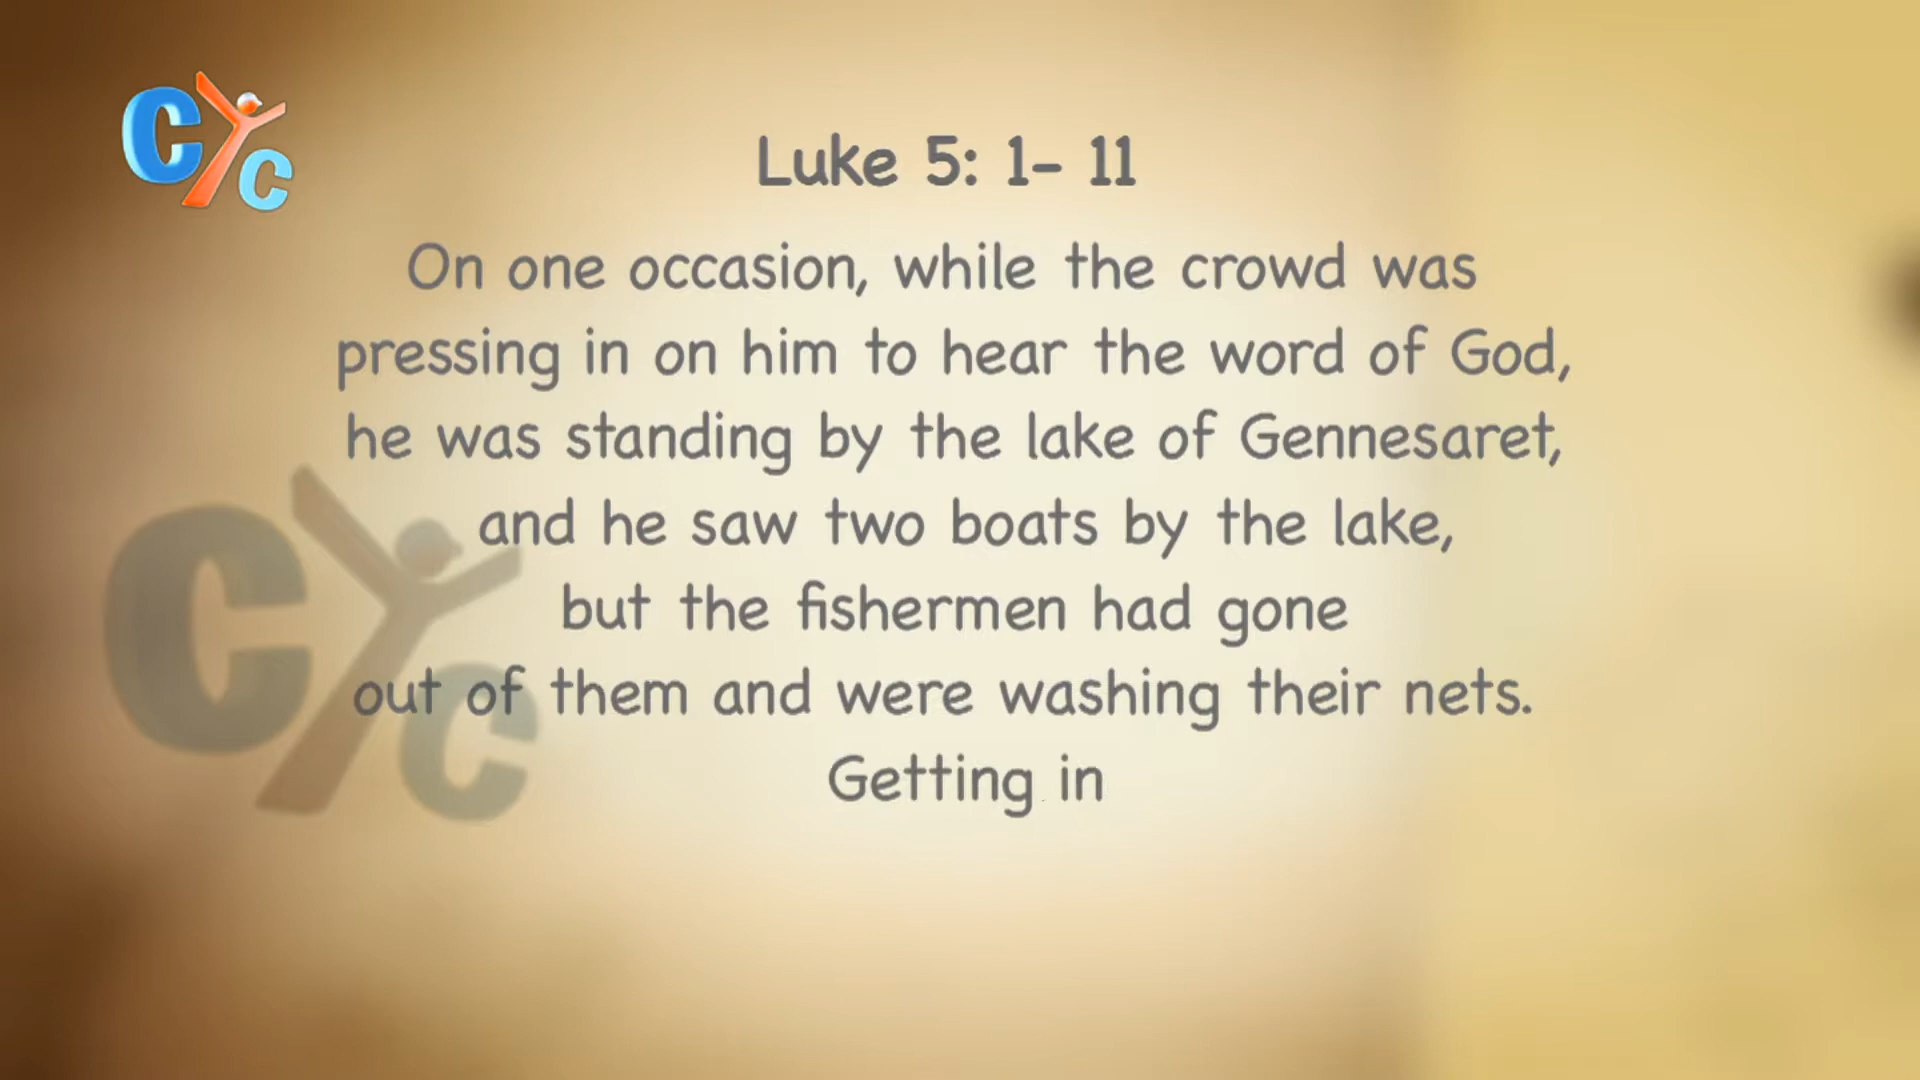 CYC
Luke 5: 1- 11
On one occasion, while the crowd was
pressing in on him to hear the word of God,
he was standing by the lake of Gennesaret,
and he saw two boats by the lake,
but the fishermen had gone
out of them and were washing their nets.
Getting in
CYC